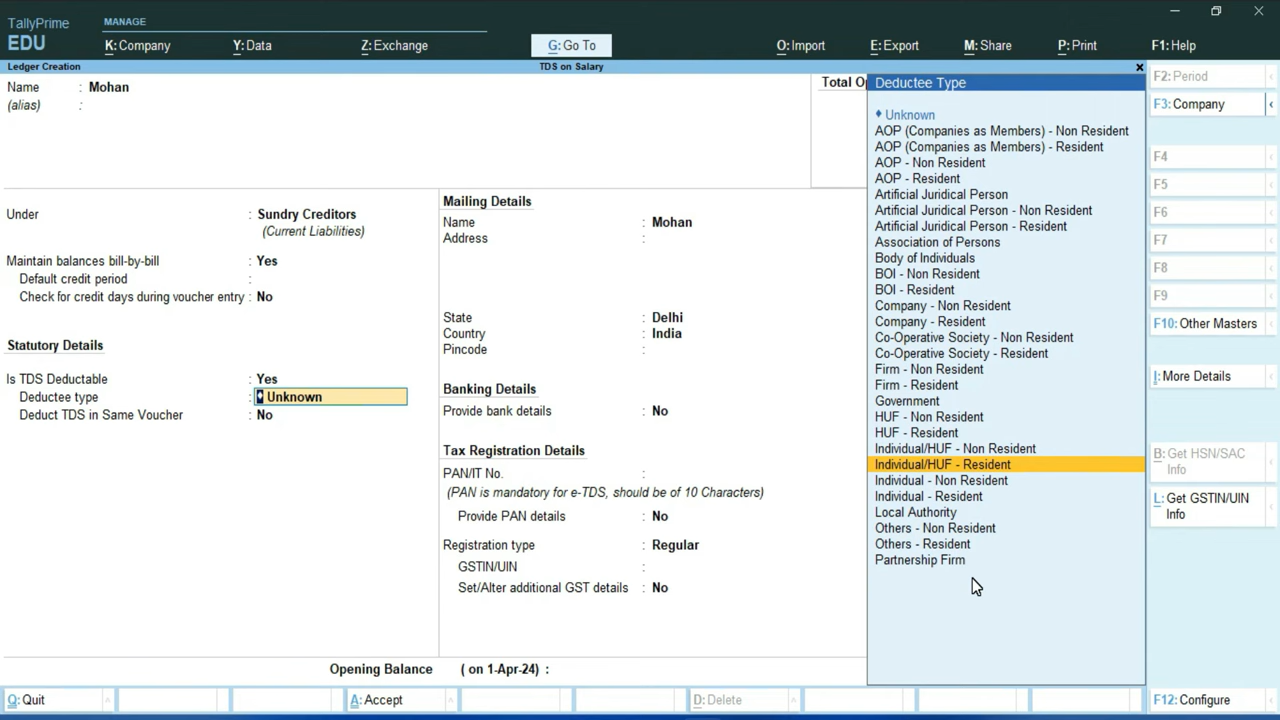 TallyPrime
EDU
MANAGE
K: Company
Y: Data
Z: Exchange
G: Go To
O: Import
E: Export
M: Share
P: Print
F1: Help
Ledger Creation
TDS on Salary
Name : Mohan
(alias) :
Total Op
Under : Sundry Creditors
(Current Liabilities)
Maintain balances bill-by-bill : Yes
Default credit period :
Check for credit days during voucher entry : No
Statutory Details
Is TDS Deductable : Yes
Deductee type : ♦ Unknown
Deduct TDS in Same Voucher : No
Mailing Details
Name : Mohan
Address :
State : Delhi
Country : India
Pincode :
Banking Details
Provide bank details : No
Tax Registration Details
PAN/IT No. :
(PAN is mandatory for e-TDS, should be of 10 Characters)
Provide PAN details : No
Registration type : Regular
GSTIN/UIN :
Set/Alter additional GST details : No
Opening Balance ( on 1-Apr-24) :
Deductee Type
♦ Unknown
AOP (Companies as Members) - Non Resident
AOP (Companies as Members) - Resident
AOP - Non Resident
AOP - Resident
Artificial Juridical Person
Artificial Juridical Person - Non Resident
Artificial Juridical Person - Resident
Association of Persons
Body of Individuals
BOI - Non Resident
BOI - Resident
Company - Non Resident
Company - Resident
Co-Operative Society - Non Resident
Co-Operative Society - Resident
Firm - Non Resident
Firm - Resident
Government
HUF - Non Resident
HUF - Resident
Individual/HUF - Non Resident
Individual/HUF - Resident
Individual - Non Resident
Individual - Resident
Local Authority
Others - Non Resident
Others - Resident
Partnership Firm
F2: Period
F3: Company
F4
F5
F6
F7
F8
F9
F10: Other Masters
I: More Details
B: Get HSN/SAC
Info
L: Get GSTIN/UIN
Info
Q: Quit
A: Accept
D: Delete
F12: Configure